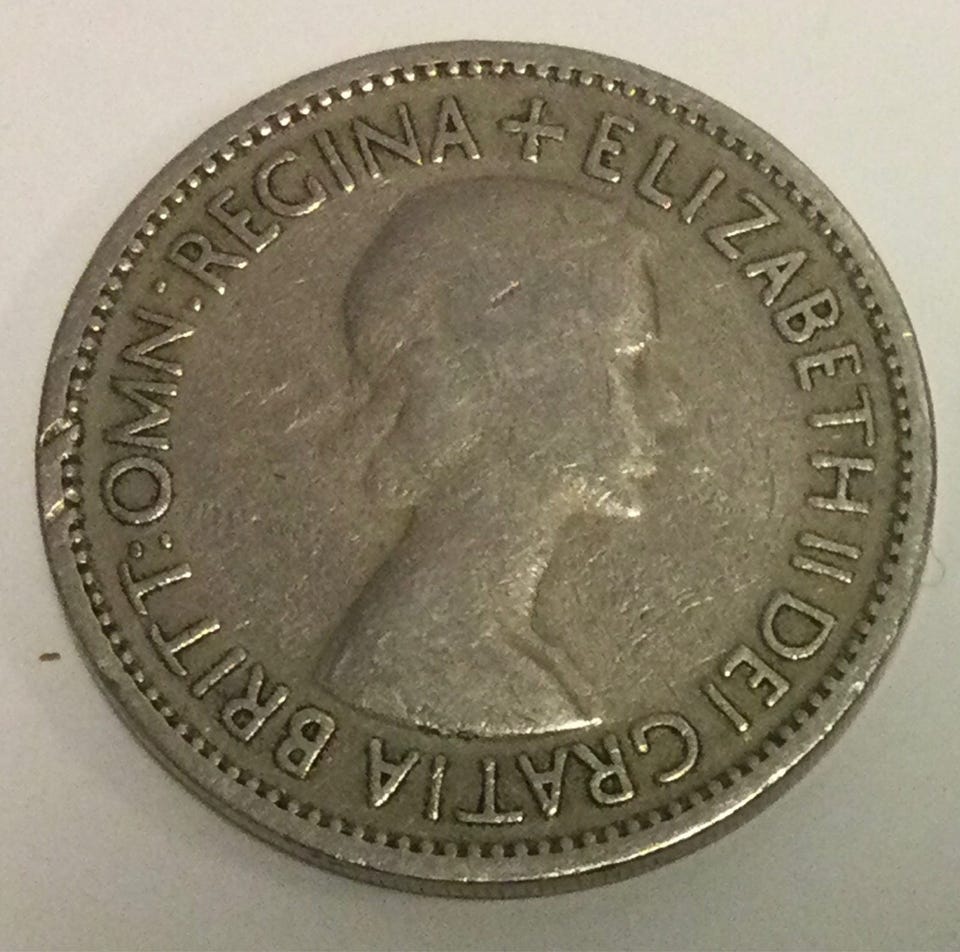 + ELIZABETH II DEI GRATIA BRITT:OMN:REGINA